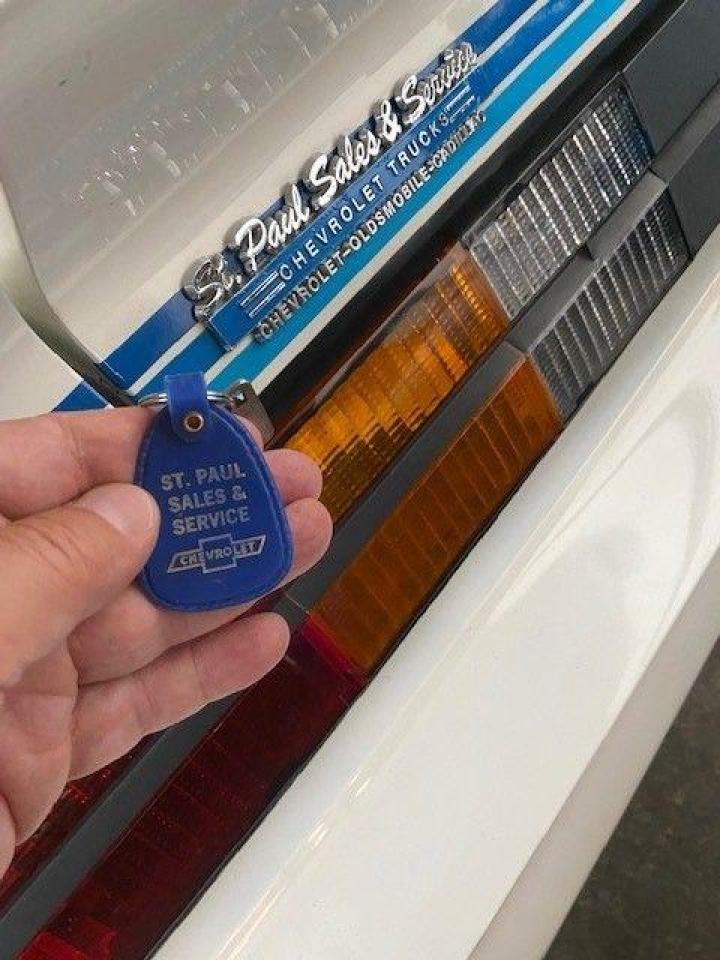 St. Paul Sales & Service
CHEVROLET TRUCKS
CHEVROLET-OLDSMOBILE-CADILLAC
ST. PAUL
SALES &
SERVICE
CHEVROLET